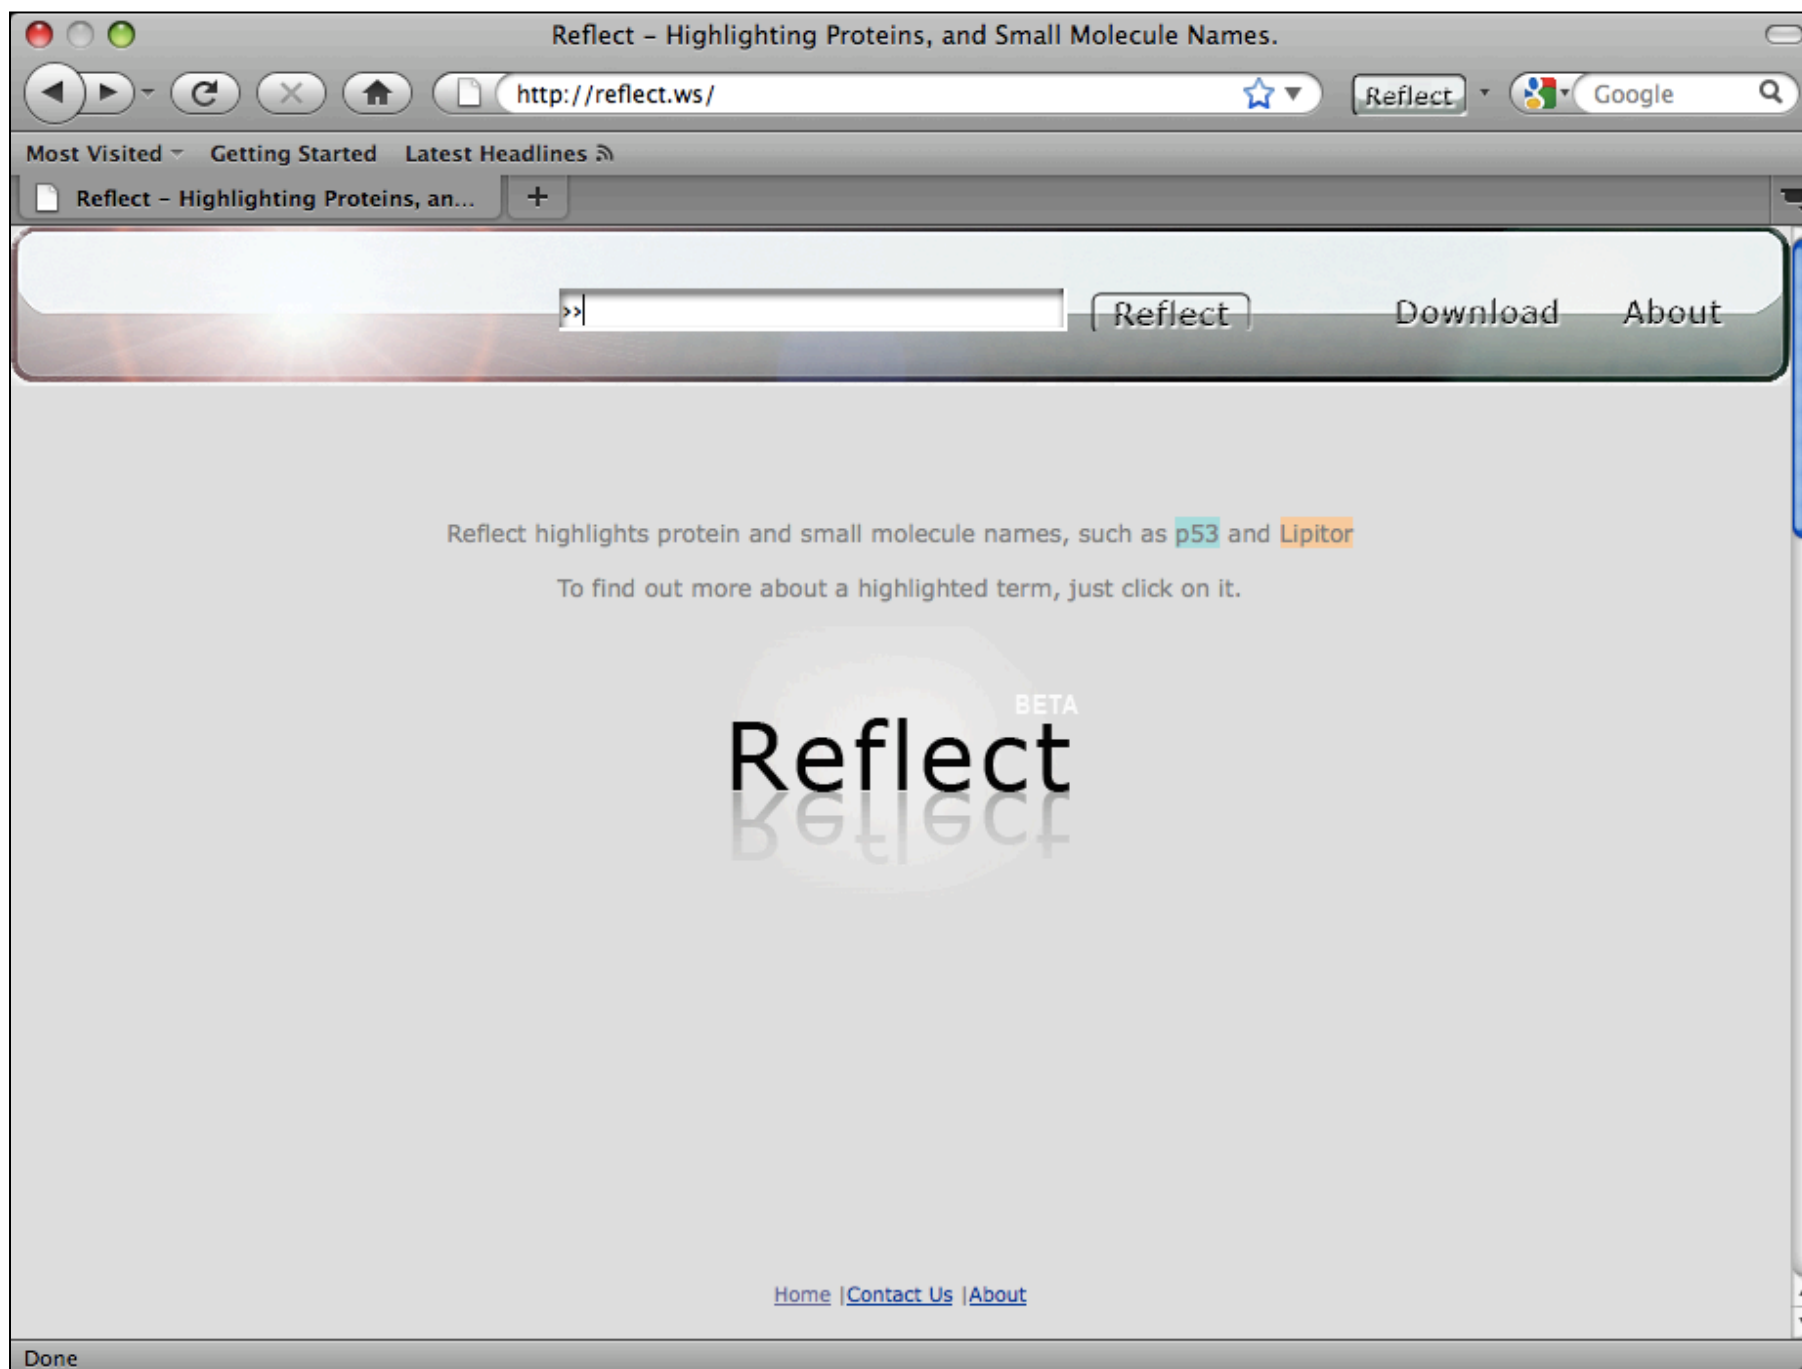 Reflect – Highlighting Proteins, and Small Molecule Names.
http://reflect.ws/ Reflect Google
Most Visited Getting Started Latest Headlines
Reflect – Highlighting Proteins, an... +
>> Reflect Download About
Reflect highlights protein and small molecule names, such as p53 and Lipitor
To find out more about a highlighted term, just click on it.
BETA
Reflect
Home |Contact Us |About
Done